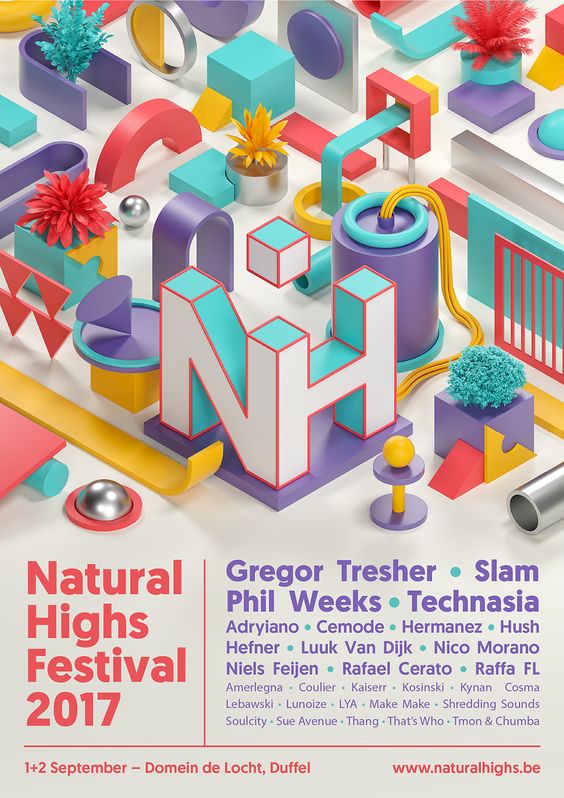 NH
Natural
Highs
Festival
2017
Gregor Tresher • Slam
Phil Weeks • Technasia
Adryiano • Cemode • Hermanez • Hush
Hefner • Luuk Van Dijk • Nico Morano
Niels Feijen • Rafael Cerato • Raffa FL
Amerlegna • Coulier • Kaiserr • Kosinski • Kynan Cosma
Lebawski • Lunoize • LYA • Make Make • Shredding Sounds
Soulcity • Sue Avenue • Thang • That's Who • Tmon & Chumba
1+2 September – Domein de Locht, Duffel
www.naturalhighs.be